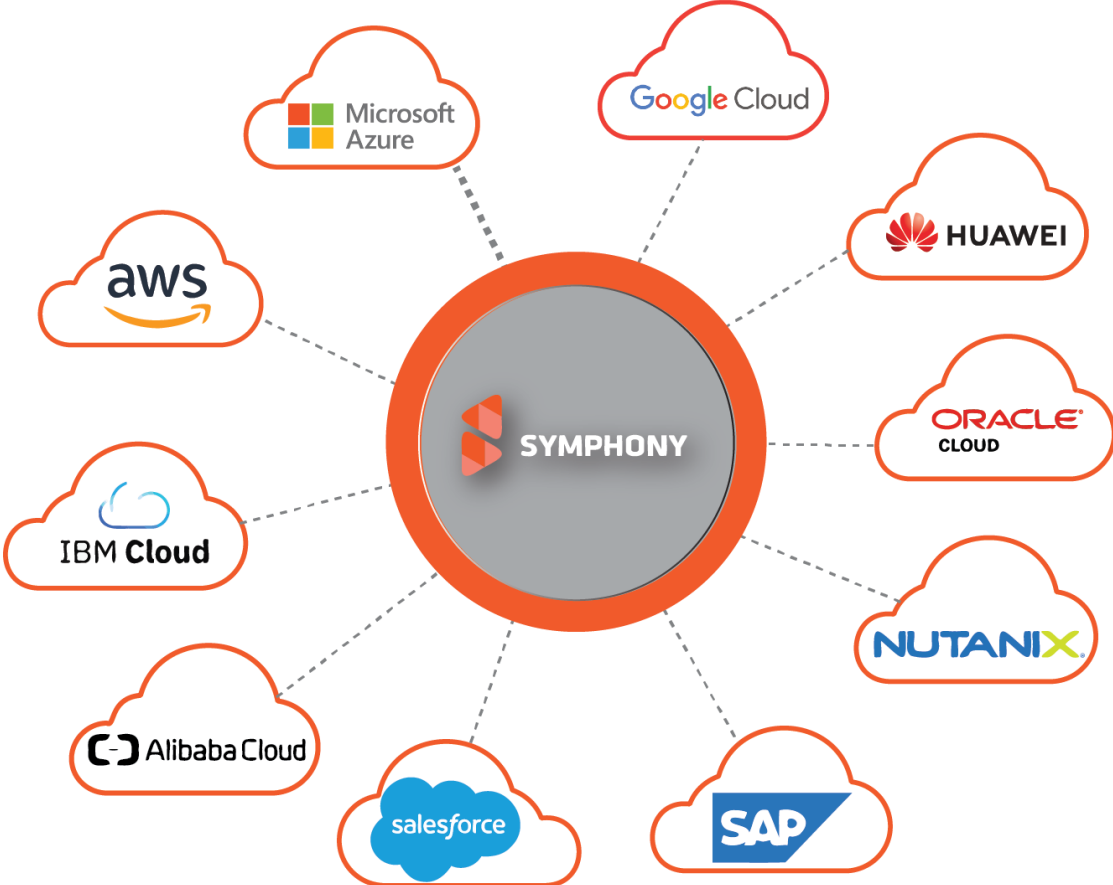 Microsoft
Azure
Google Cloud
HUAWEI
aws
ORACLE®
CLOUD
SYMPHONY
IBM Cloud
NUTANIX®
Alibaba Cloud
salesforce
SAP